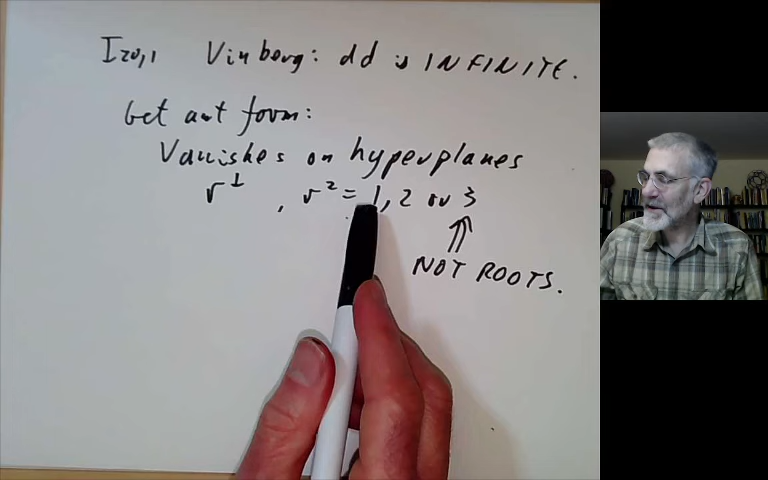 I20,1 Vinberg: dd is INFINITE.
Get aut form:
Vanishes on hyperplanes
r⊥, r² = 1, 2 or 3
⇑
NOT ROOTS.